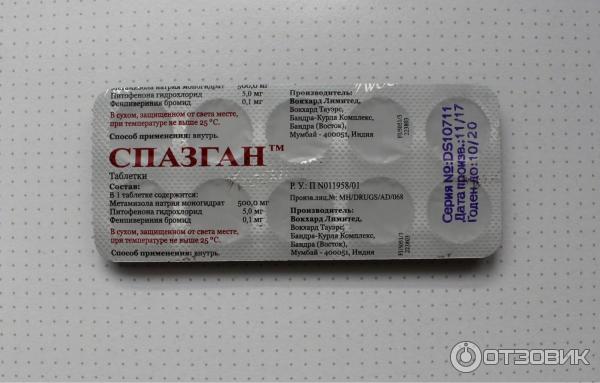 Метамизола натрия моногидрат 500,0 мг
Питофенона гидрохлорид 5,0 мг
Фенпивериния бромид 0,1 мг
В сухом, защищенном от света месте,
при температуре не выше 25 °C.
Способ применения: внутрь.
СПАЗГАН™
Таблетки
Состав:
В 1 таблетке содержится:
Метамизола натрия моногидрат 500,0 мг
Питофенона гидрохлорид 5,0 мг
Фенпивериния бромид 0,1 мг
В сухом, защищенном от света месте,
при температуре не выше 25 °C.
Способ применения: внутрь.
Производитель:
Вокхард Лимитед,
Вокхард Тауэрс,
Бандра-Курла Комплекс,
Бандра (Восток),
Мумбай - 400051, Индия
Р. У.: П N011958/01
Произв.лиц.№: MH/DRUGS/AD/068
Производитель:
Вокхард Лимитед,
Вокхард Тауэрс,
Бандра-Курла Комплекс,
Бандра (Восток),
Мумбай - 400051, Индия
Серия №:DS10711
Дата произв.:11/17
Годен до:10/20
ОТЗОВИК